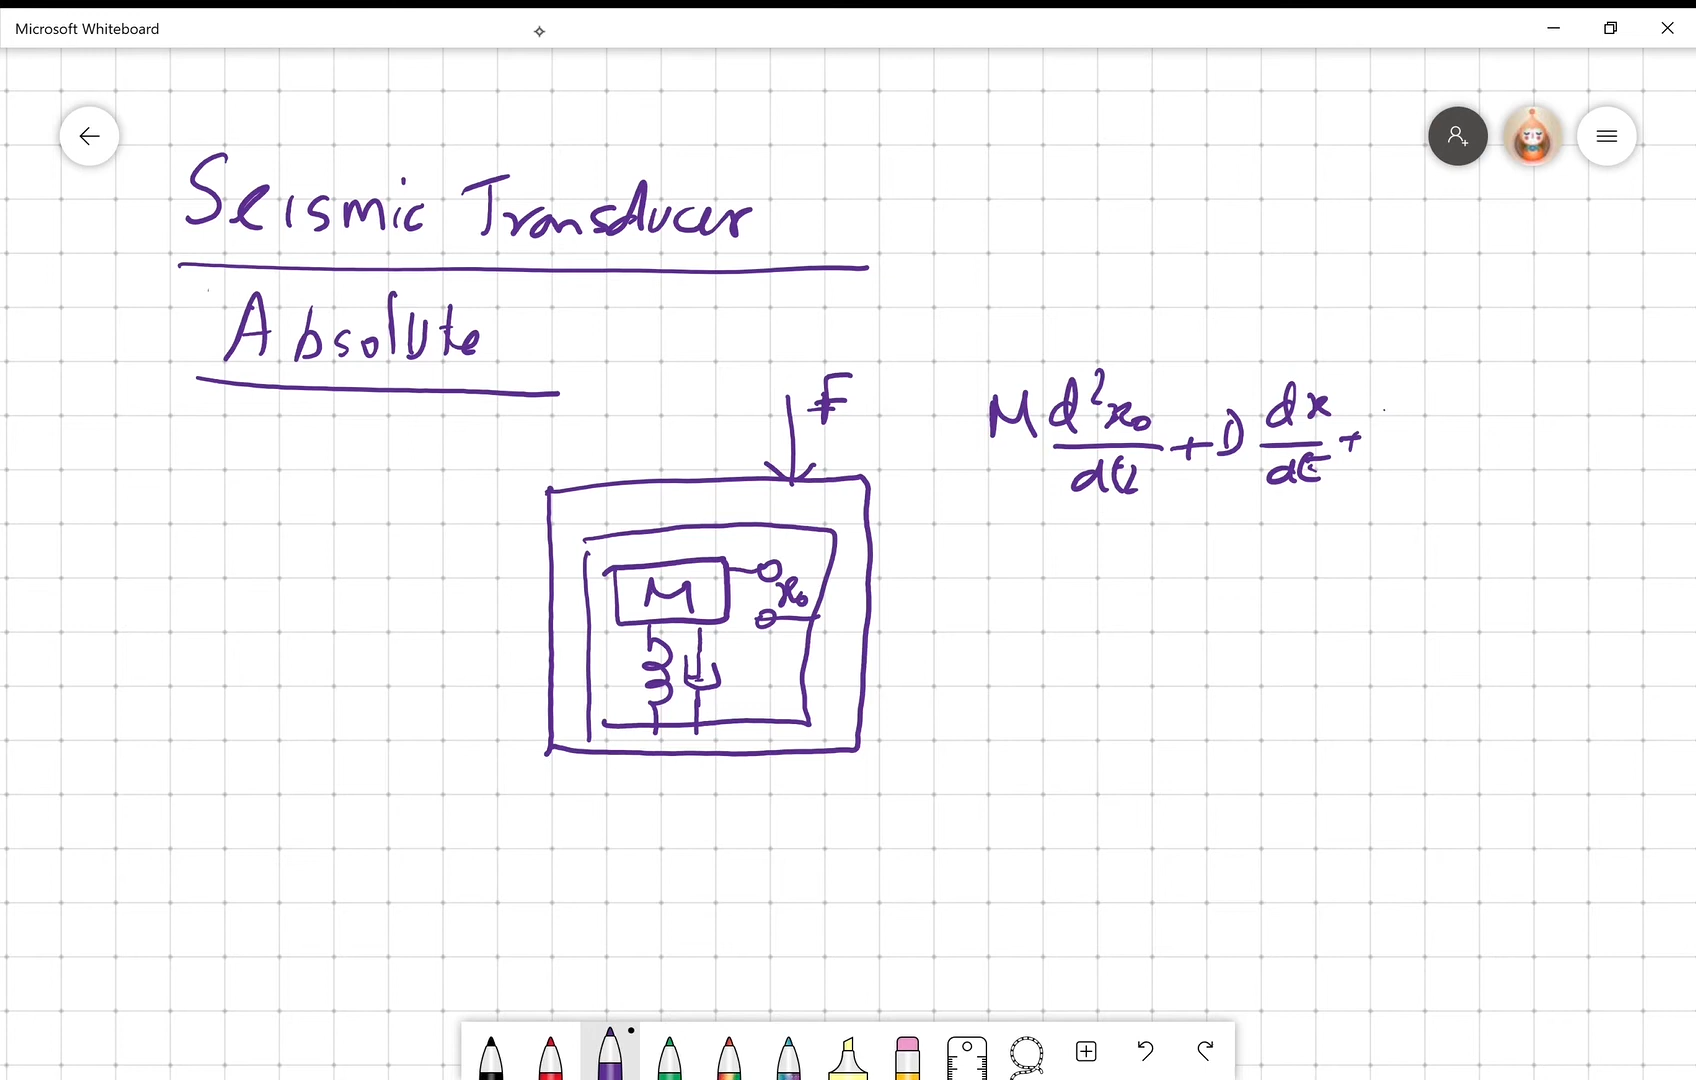 Microsoft Whiteboard
Seismic Transducer
Absolute
F
M d²x₀/dt² + D dx/dt +
M
x₀